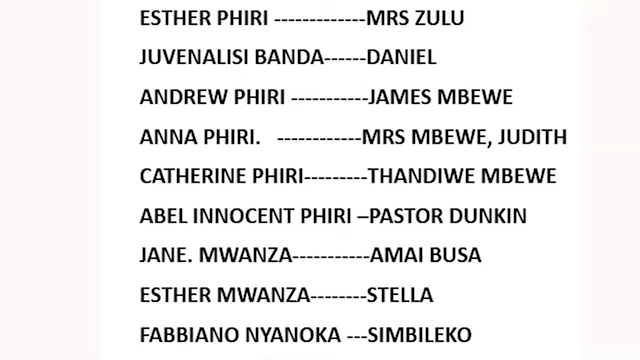 ESTHER PHIRI -------------MRS ZULU
JUVENALISI BANDA------DANIEL
ANDREW PHIRI -----------JAMES MBEWE
ANNA PHIRI.   ------------MRS MBEWE, JUDITH
CATHERINE PHIRI---------THANDIWE MBEWE
ABEL INNOCENT PHIRI –PASTOR DUNKIN
JANE. MWANZA-----------AMAI BUSA
ESTHER MWANZA--------STELLA
FABBIANO NYANOKA ---SIMBILEKO